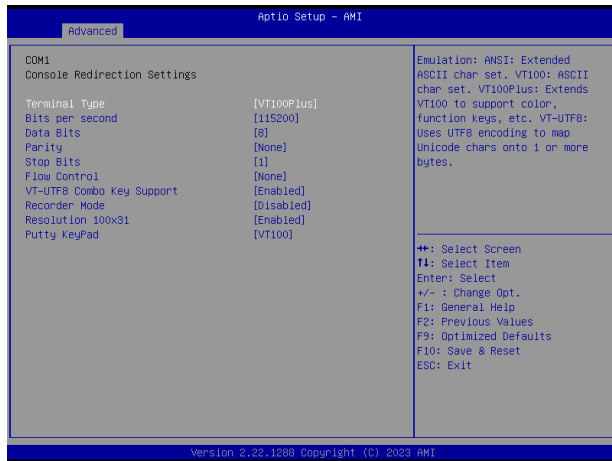 Aptio Setup - AMI
Advanced
COM1
Console Redirection Settings
Terminal Type [VT100Plus]
Bits per second [115200]
Data Bits [8]
Parity [None]
Stop Bits [1]
Flow Control [None]
VT-UTF8 Combo Key Support [Enabled]
Recorder Mode [Disabled]
Resolution 100x31 [Enabled]
Putty KeyPad [VT100]
Emulation: ANSI: Extended
ASCII char set. VT100: ASCII
char set. VT100Plus: Extends
VT100 to support color,
function keys, etc. VT-UTF8:
Uses UTF8 encoding to map
Unicode chars onto 1 or more
bytes.
→←: Select Screen
↑↓: Select Item
Enter: Select
+/- : Change Opt.
F1: General Help
F2: Previous Values
F9: Optimized Defaults
F10: Save & Reset
ESC: Exit
Version 2.22.1288 Copyright (C) 2023 AMI